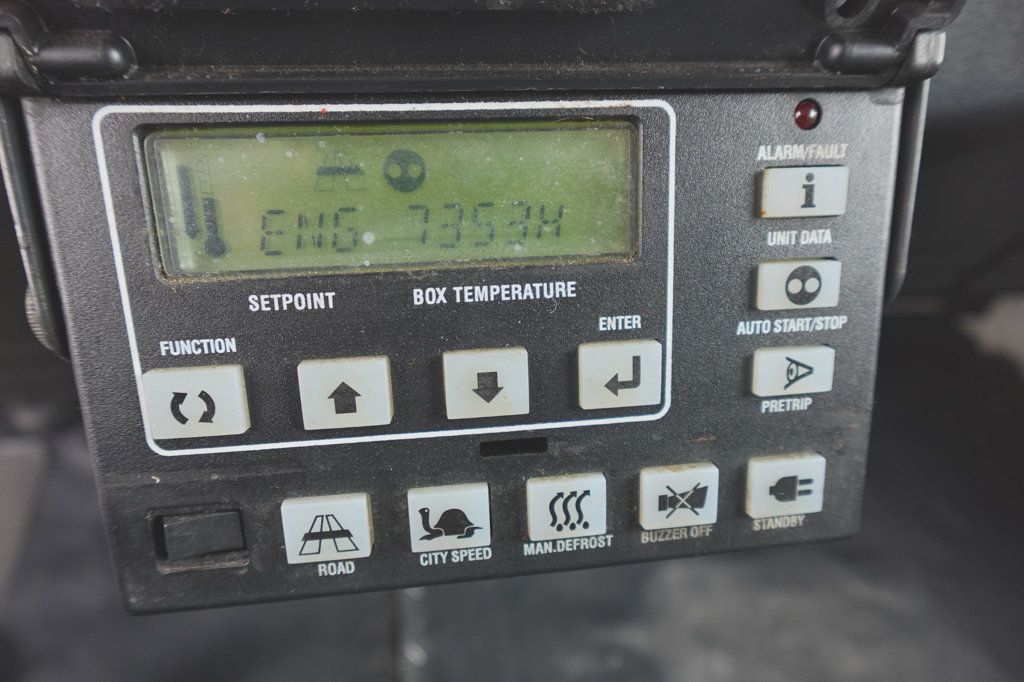 ALARM/FAULT
ENG 7353H
UNIT DATA
SETPOINT
BOX TEMPERATURE
AUTO START/STOP
FUNCTION
ENTER
PRETRIP
ROAD
CITY SPEED
MAN.DEFROST
BUZZER OFF
STANDBY